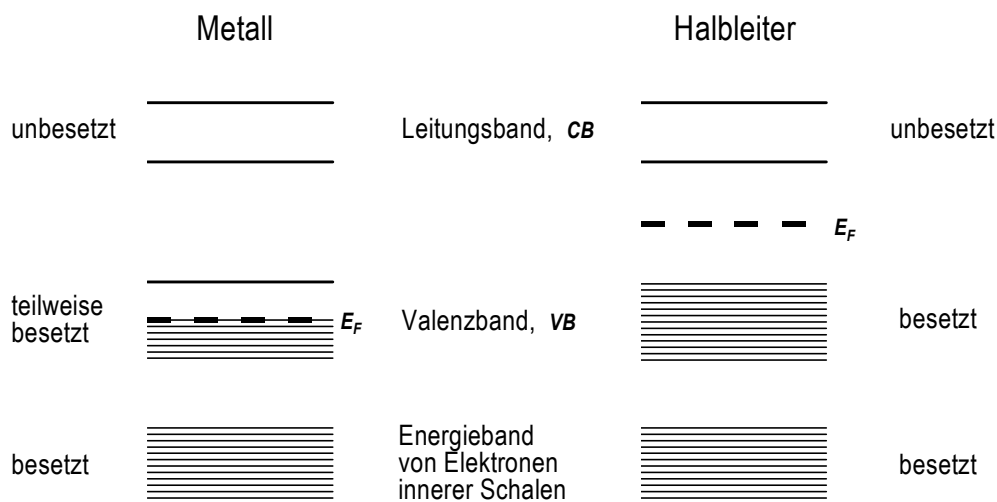 Metall
Halbleiter
unbesetzt
Leitungsband, CB
unbesetzt
E_F
teilweise
besetzt
E_F
Valenzband, VB
besetzt
besetzt
Energieband
von Elektronen
innerer Schalen
besetzt